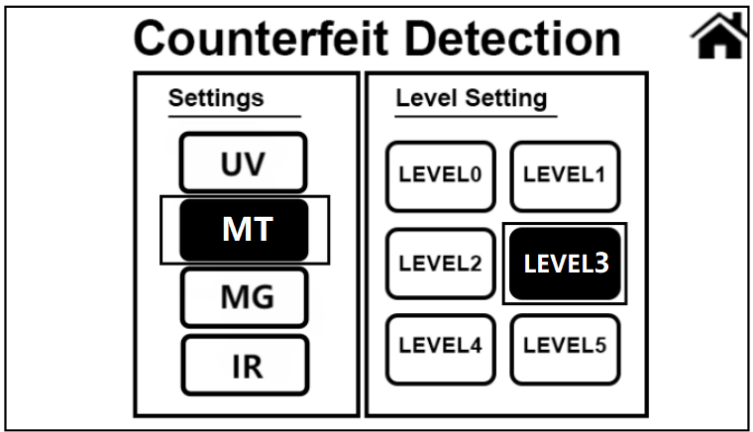 Counterfeit Detection
Settings
UV
MT
MG
IR
Level Setting
LEVEL0
LEVEL1
LEVEL2
LEVEL3
LEVEL4
LEVEL5